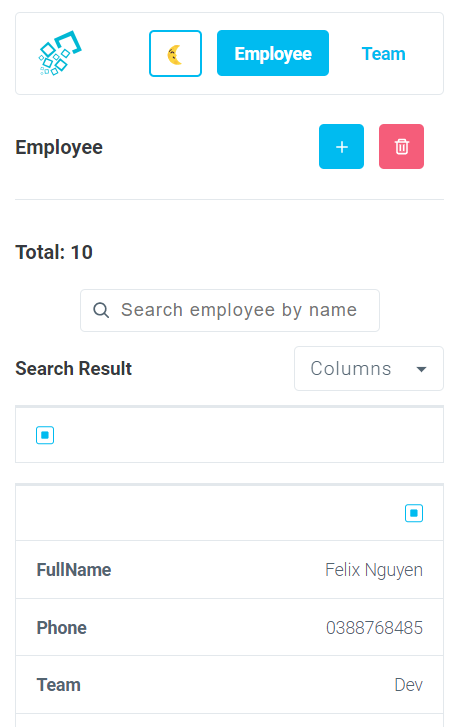 Employee Team
Employee
Total: 10
Search employee by name
Search Result Columns
FullName Felix Nguyen
Phone 0388768485
Team Dev